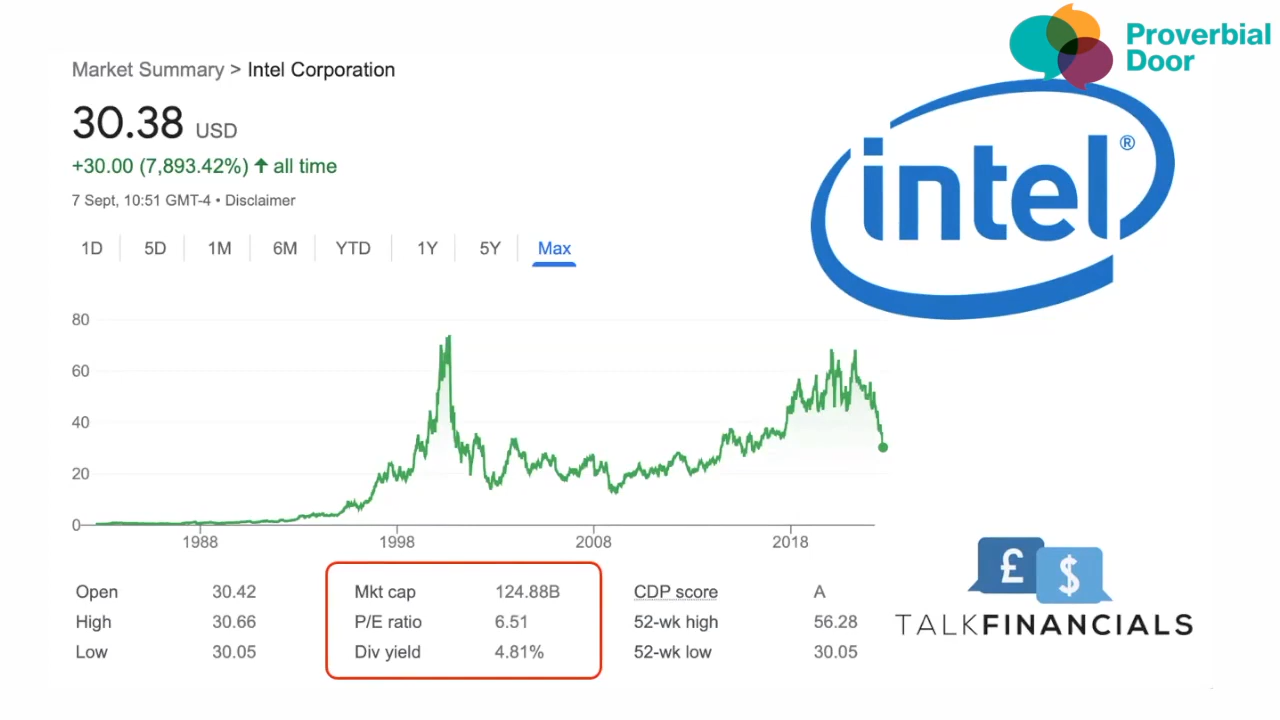 Proverbial
Door
Market Summary > Intel Corporation
30.38 USD
+30.00 (7,893.42%) ↑ all time
7 Sept, 10:51 GMT-4 • Disclaimer
intel®
1D 5D 1M 6M YTD 1Y 5Y Max
80
60
40
20
0
1988 1998 2008 2018
Open 30.42 Mkt cap 124.88B CDP score A
High 30.66 P/E ratio 6.51 52-wk high 56.28
Low 30.05 Div yield 4.81% 52-wk low 30.05
£ $
TALKFINANCIALS